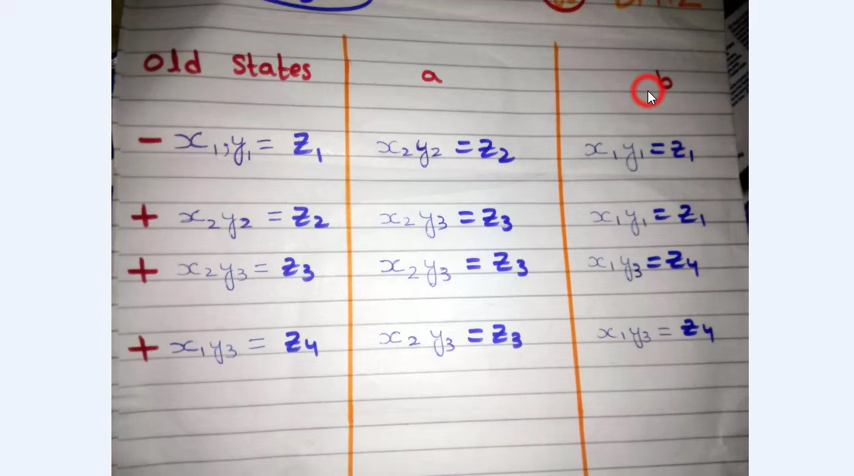 Old States a b
- x₁,y₁ = z₁ x₂y₂ = z₂ x₁y₁ = z₁
+ x₂y₂ = z₂ x₂y₃ = z₃ x₁y₁ = z₁
+ x₂y₃ = z₃ x₂y₃ = z₃ x₁y₃ = z₄
+ x₁y₃ = z₄ x₂y₃ = z₃ x₁y₃ = z₄